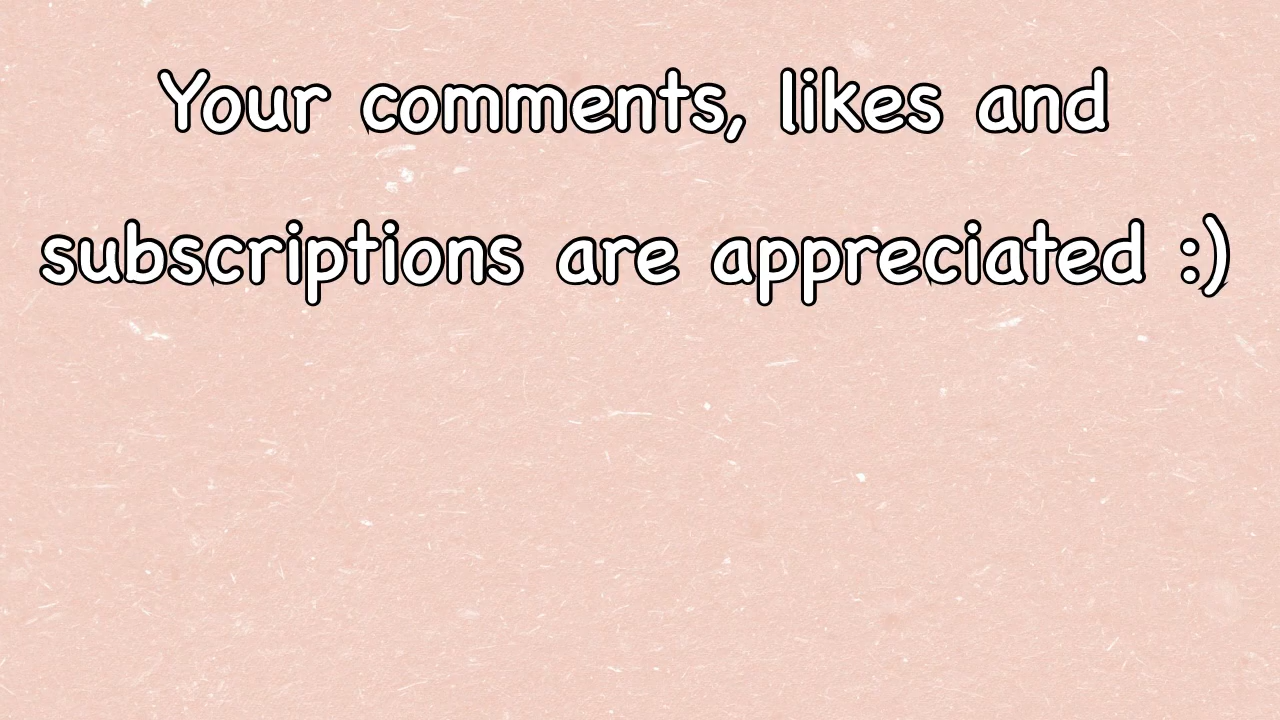 Your comments, likes and
subscriptions are appreciated :)